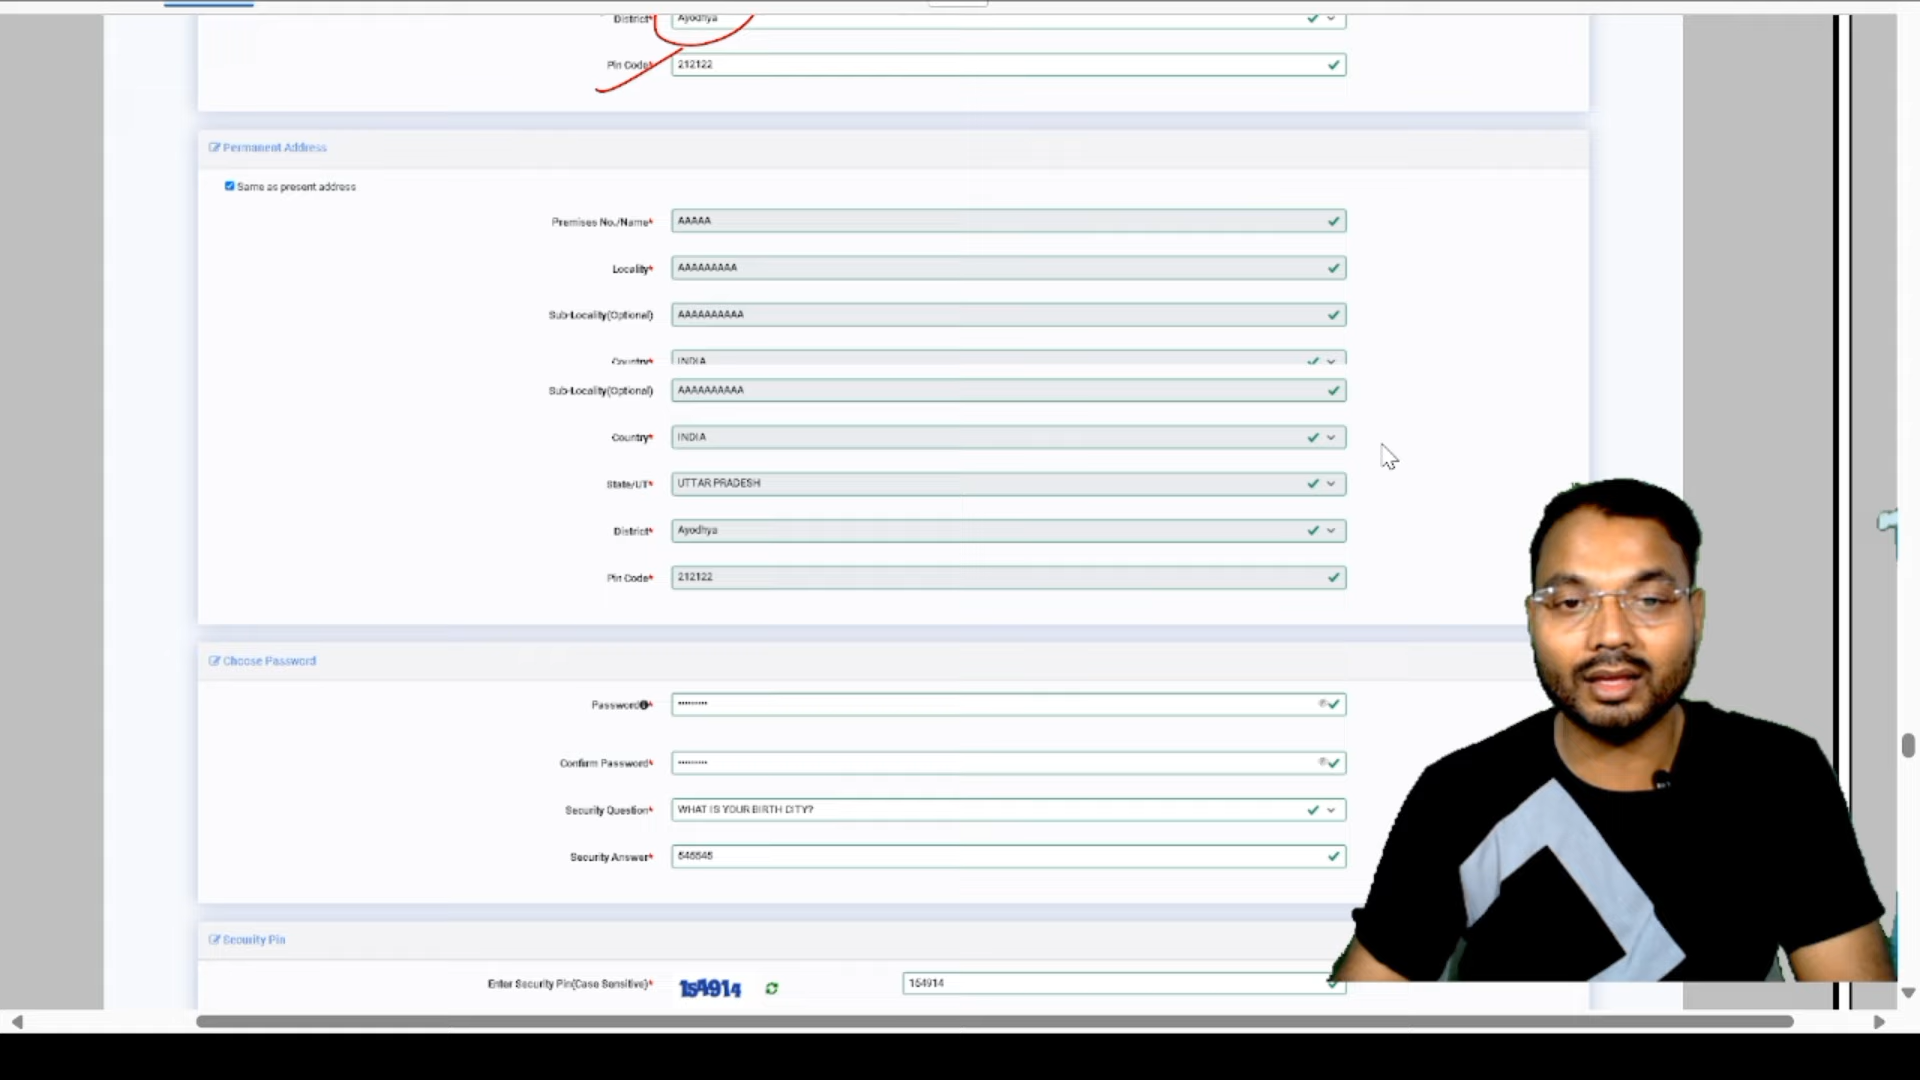 District* Ayodhya
Pin Code* 212122
Permanent Address
Same as present address
Premises No./Name* AAAAA
Locality* AAAAAAAAA
Sub-Locality(Optional) AAAAAAAAAA
Country* INDIA
Sub-Locality(Optional) AAAAAAAAAA
Country* INDIA
State/UT* UTTAR PRADESH
District* Ayodhya
Pin Code* 212122
Choose Password
Password* •••••••••
Confirm Password* •••••••••
Security Question* WHAT IS YOUR BIRTH CITY?
Security Answer*
Security Pin
Enter Security Pin(Case Sensitive)* 154914 154914